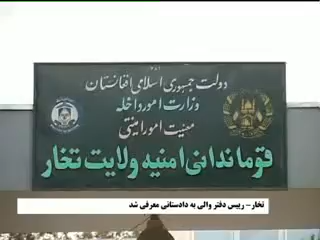 دولت جمهوری اسلامی افغانستان
وزارت امور داخله
معینیت امور امنیتی
قوماندانی امنیه ولایت تخار
تخار- رییس دفتر والی به دادستانی معرفی شد